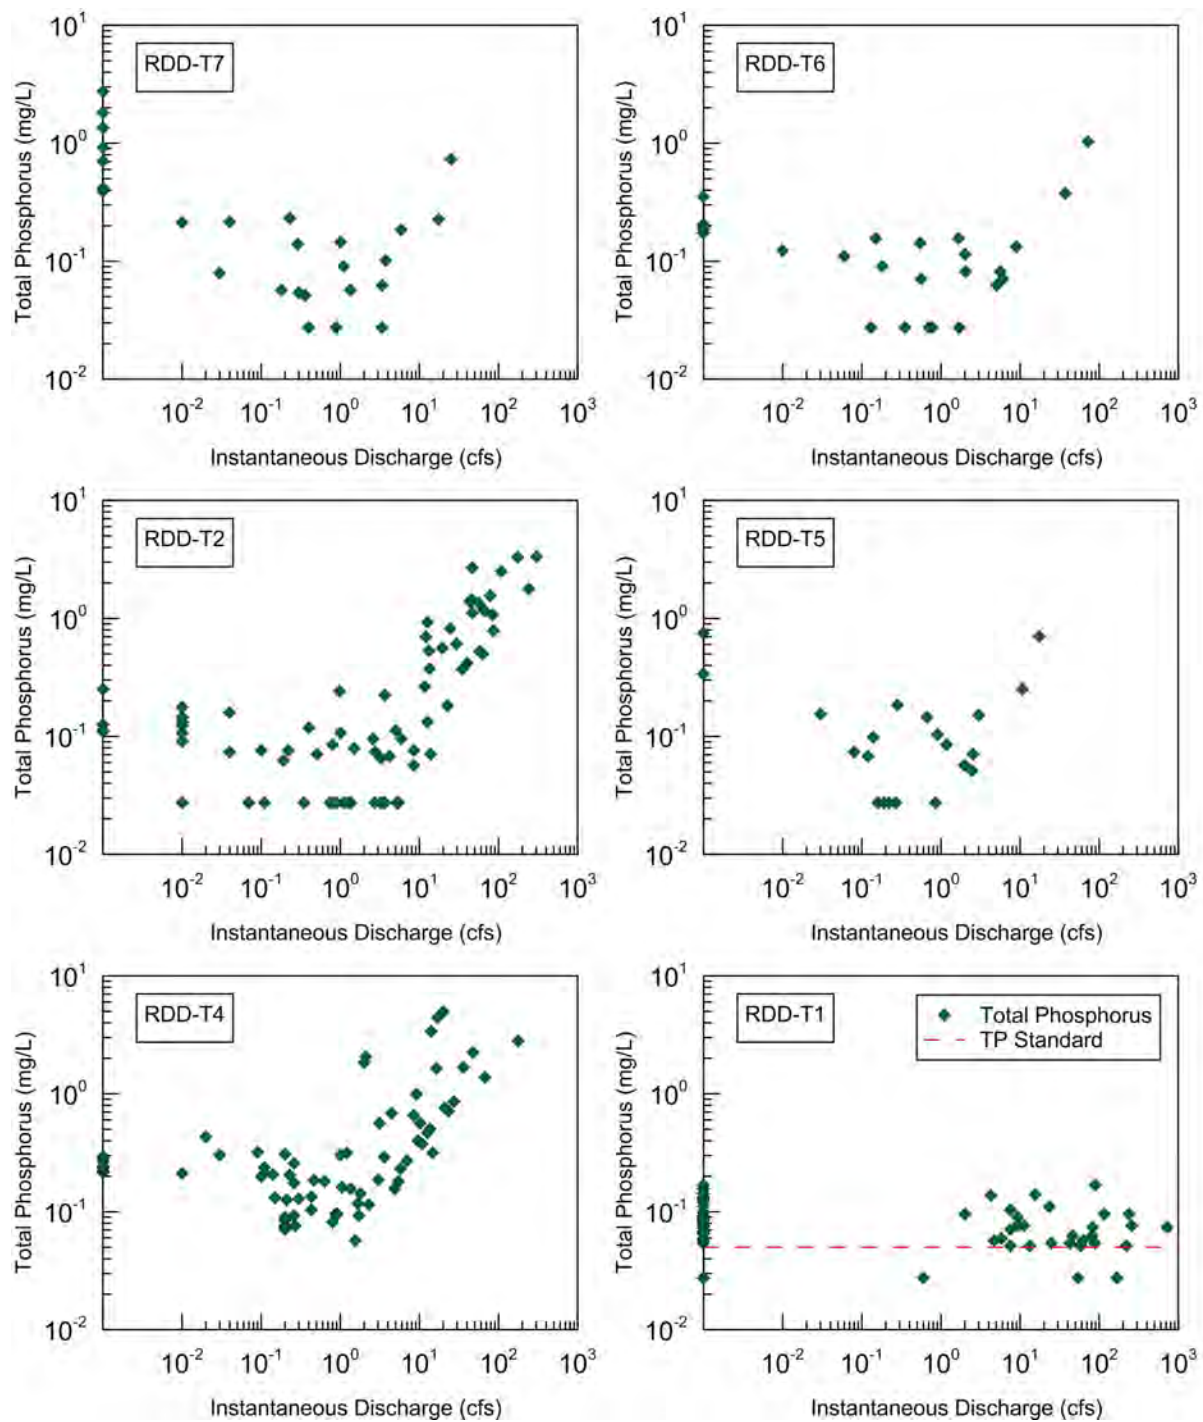 RDD-T7
Total Phosphorus (mg/L)
10^1
10^0
10^-1
10^-2
10^-2 10^-1 10^0 10^1 10^2 10^3
Instantaneous Discharge (cfs)
RDD-T6
Total Phosphorus (mg/L)
10^1
10^0
10^-1
10^-2
10^-2 10^-1 10^0 10^1 10^2 10^3
Instantaneous Discharge (cfs)
RDD-T2
Total Phosphorus (mg/L)
10^1
10^0
10^-1
10^-2
10^-2 10^-1 10^0 10^1 10^2 10^3
Instantaneous Discharge (cfs)
RDD-T5
Total Phosphorus (mg/L)
10^1
10^0
10^-1
10^-2
10^-2 10^-1 10^0 10^1 10^2 10^3
Instantaneous Discharge (cfs)
RDD-T4
Total Phosphorus (mg/L)
10^1
10^0
10^-1
10^-2
10^-2 10^-1 10^0 10^1 10^2 10^3
Instantaneous Discharge (cfs)
RDD-T1
Total Phosphorus
TP Standard
Total Phosphorus (mg/L)
10^1
10^0
10^-1
10^-2
10^-2 10^-1 10^0 10^1 10^2 10^3
Instantaneous Discharge (cfs)